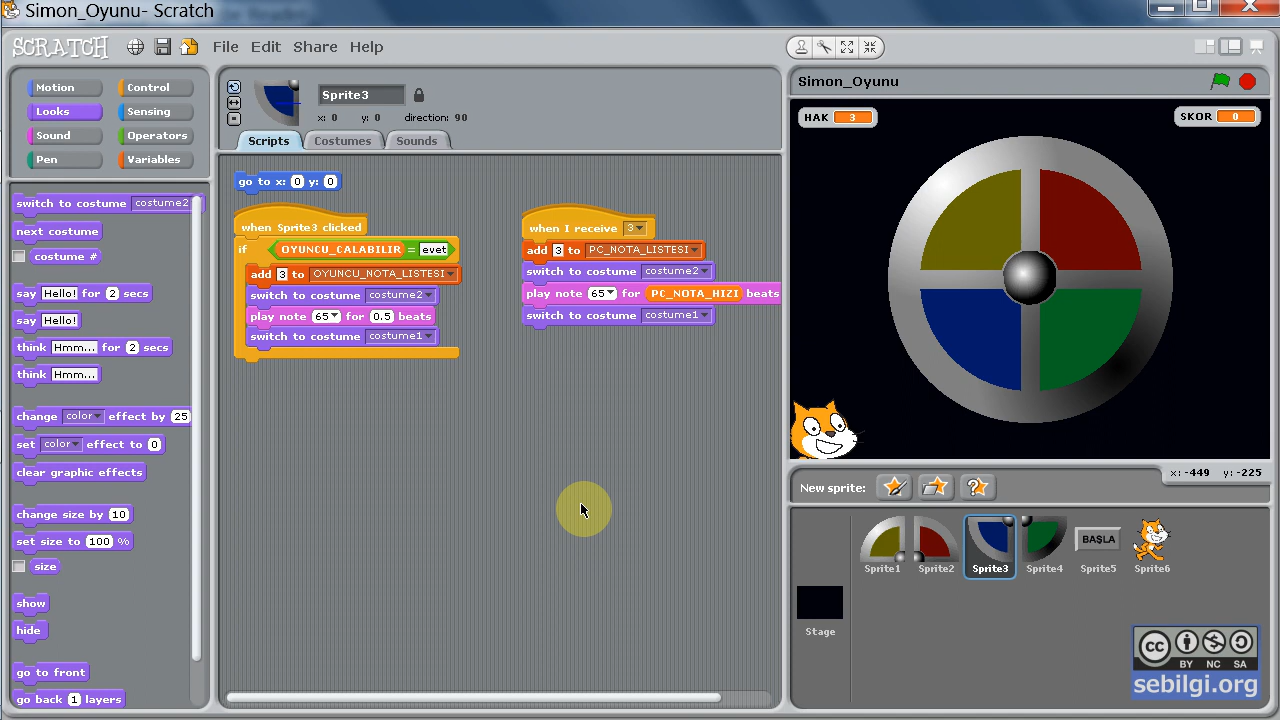 Simon_Oyunu- Scratch
SCRATCH File Edit Share Help
Motion Control
Looks Sensing
Sound Operators
Pen Variables
switch to costume costume2
next costume
costume #
say Hello! for 2 secs
say Hello!
think Hmm... for 2 secs
think Hmm...
change color effect by 25
set color effect to 0
clear graphic effects
change size by 10
set size to 100 %
size
show
hide
go to front
go back 1 layers
Sprite3
x: 0 y: 0 direction: 90
Scripts Costumes Sounds
go to x: 0 y: 0
when Sprite3 clicked
if OYUNCU_CALABILIR = evet
add 3 to OYUNCU_NOTA_LISTESI
switch to costume costume2
play note 65 for 0.5 beats
switch to costume costume1
when I receive 3
add 3 to PC_NOTA_LISTESI
switch to costume costume2
play note 65 for PC_NOTA_HIZI beats
switch to costume costume1
Simon_Oyunu
HAK 3 SKOR 0
x: -449 y: -225
New sprite:
BAŞLA
Sprite1 Sprite2 Sprite3 Sprite4 Sprite5 Sprite6
Stage
cc BY NC SA
sebilgi.org